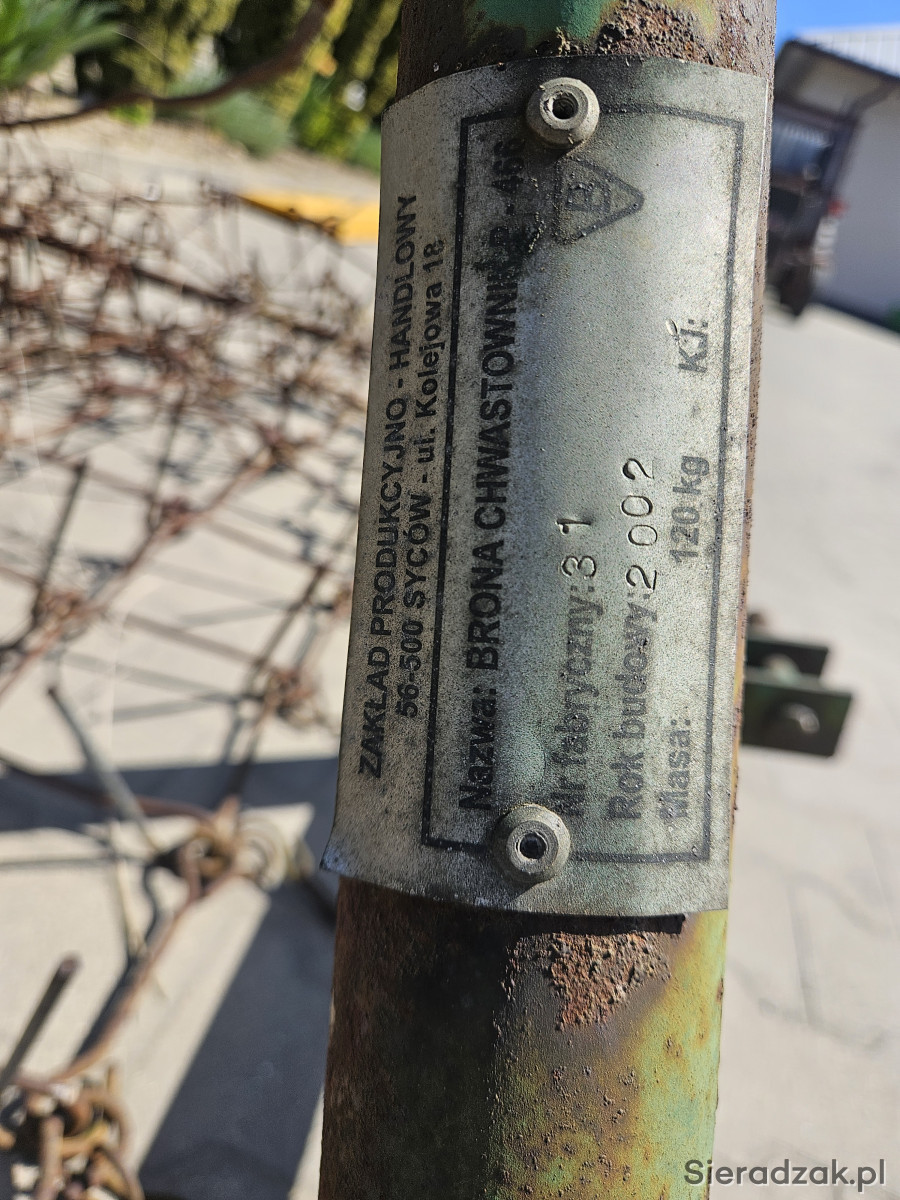 ZAKŁAD PRODUKCYJNO - HANDLOWY
56-500 SYCÓW - ul. Kolejowa 18
Nazwa: BRONA CHWASTOWNIK P - 466
B
Nr fabryczny: 31
Rok budowy: 2002
Masa: 120 kg KJ:
Sieradzak.pl